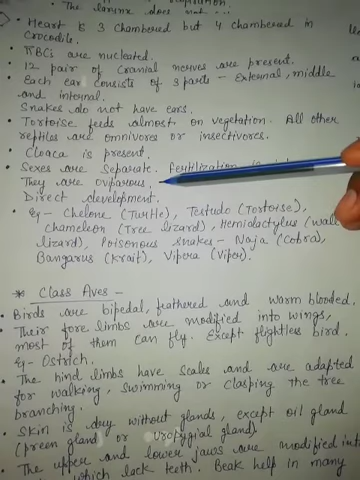 The larynx does not
• Heart is 3 chambered but 4 chambered in
Crocodile.
• RBCs are nucleated.
• 12 pair of cranial nerves are present.
• Each ear consists of 3 parts - External, middle
and internal.
Snakes do not have ears.
• Tortoise feeds almost on vegetation. All other
reptiles are omnivores or insectivores.
• Cloaca is present.
• Sexes are separate. Fertilization is
They are oviparous.
Direct development.
• Eg - Chelone (Turtle), Testudo (Tortoise),
Chameleon (Tree lizard), Hemidactylus (Wall
lizard), Poisonous snakes - Naja (Cobra),
Bangarus (Krait), Vipera (Viper).
* Class Aves -
• Birds are bipedal, feathered and warm blooded.
• Their fore limbs are modified into wings,
most of them can fly. Except flightless bird.
Eg - Ostrich.
• The hind limbs have scales and are adapted
for walking, swimming or clasping the tree
branching.
• Skin is dry without glands, except oil gland
(preen gland or uropygial gland)
• The upper and lower jaws are modified into
which lack teeth. Beak help in many